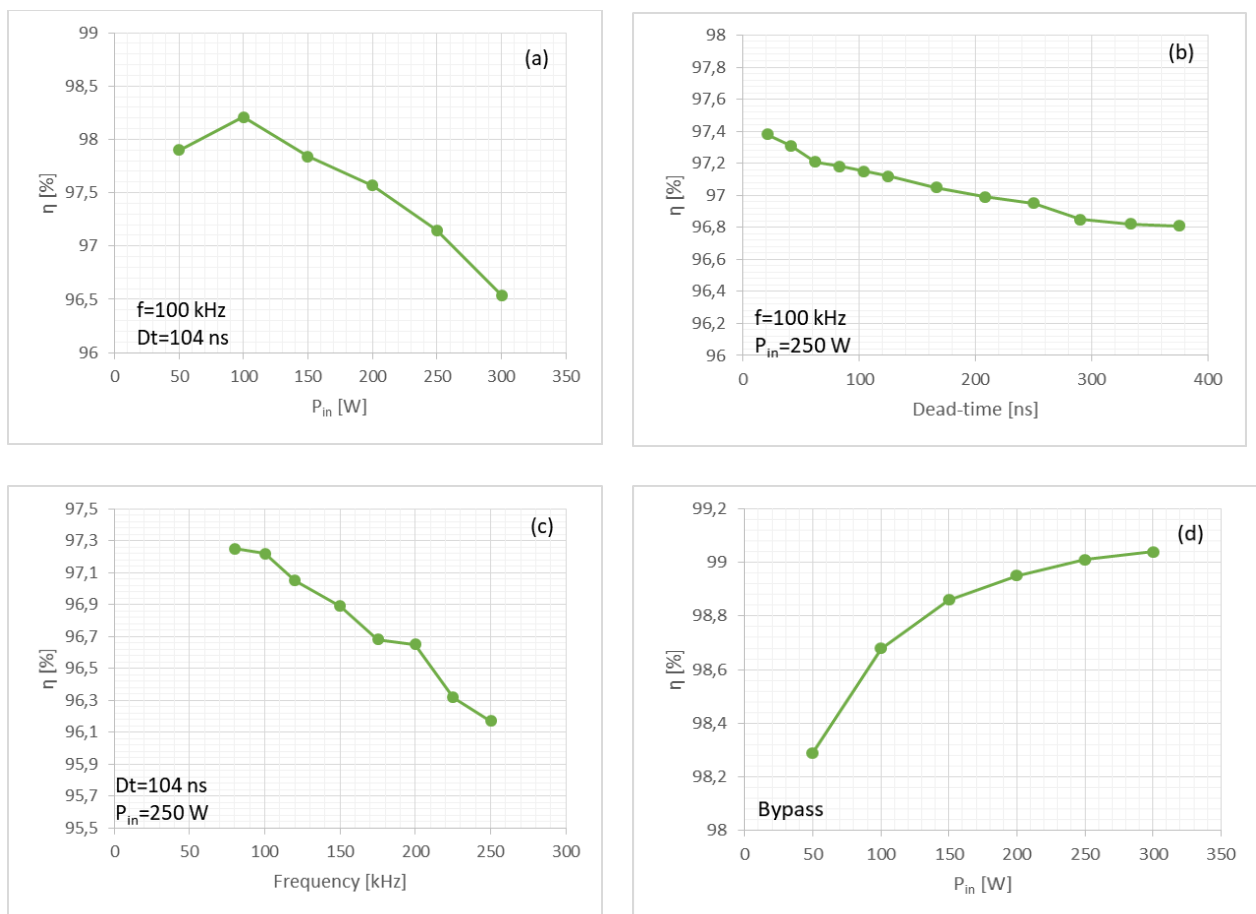 99
98,5
98
97,5
97
96,5
96
η [%]
(a)
f=100 kHz
Dt=104 ns
0 50 100 150 200 250 300 350
P_in [W]
98
97,8
97,6
97,4
97,2
97
96,8
96,6
96,4
96,2
96
η [%]
(b)
f=100 kHz
P_in=250 W
0 100 200 300 400
Dead-time [ns]
97,5
97,3
97,1
96,9
96,7
96,5
96,3
96,1
95,9
95,7
95,5
η [%]
(c)
Dt=104 ns
P_in=250 W
0 50 100 150 200 250 300
Frequency [kHz]
99,2
99
98,8
98,6
98,4
98,2
98
η [%]
(d)
Bypass
0 50 100 150 200 250 300 350
P_in [W]